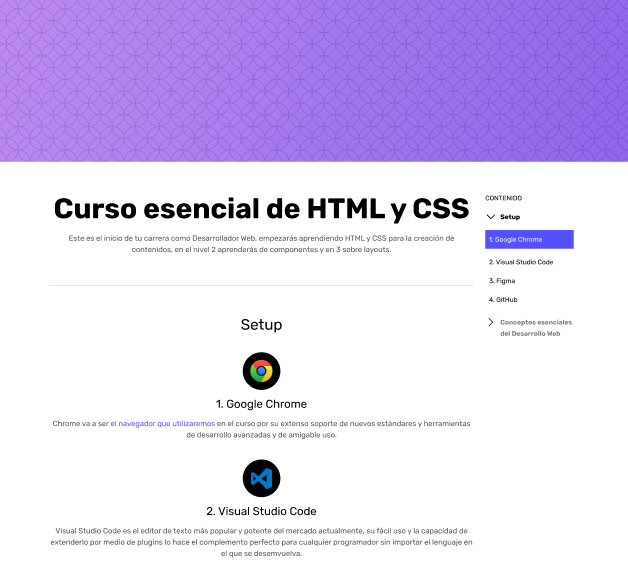 Curso esencial de HTML y CSS
Este es el inicio de tu carrera como Desarrollador Web, empezarás aprendiendo HTML y CSS para la creación de
contenidos, en el nivel 2 aprenderás de componentes y en 3 sobre layouts.
Setup
1. Google Chrome
Chrome va a ser el navegador que utilizaremos en el curso por su extenso soporte de nuevos estándares y herramientas
de desarrollo avanzadas y de amigable uso.
2. Visual Studio Code
Visual Studio Code es el editor de texto más popular y potente del mercado actualmente, su fácil uso y la capacidad de
extenderlo por medio de plugins lo hace el complemento perfecto para cualquier programador sin importar el lenguaje en
el que se desemvuelva.
CONTENIDO
Setup
1. Google Chrome
2. Visual Studio Code
3. Figma
4. GitHub
Conceptos esenciales
del Desarrollo Web